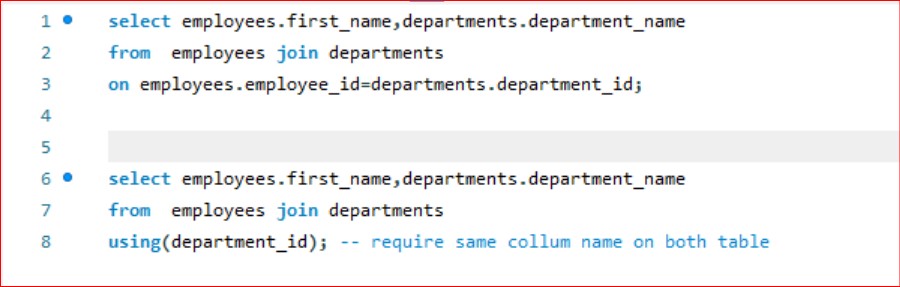 1 select employees.first_name,departments.department_name
2 from  employees join departments
3 on employees.employee_id=departments.department_id;
4
5
6 select employees.first_name,departments.department_name
7 from  employees join departments
8 using(department_id); -- require same collum name on both table